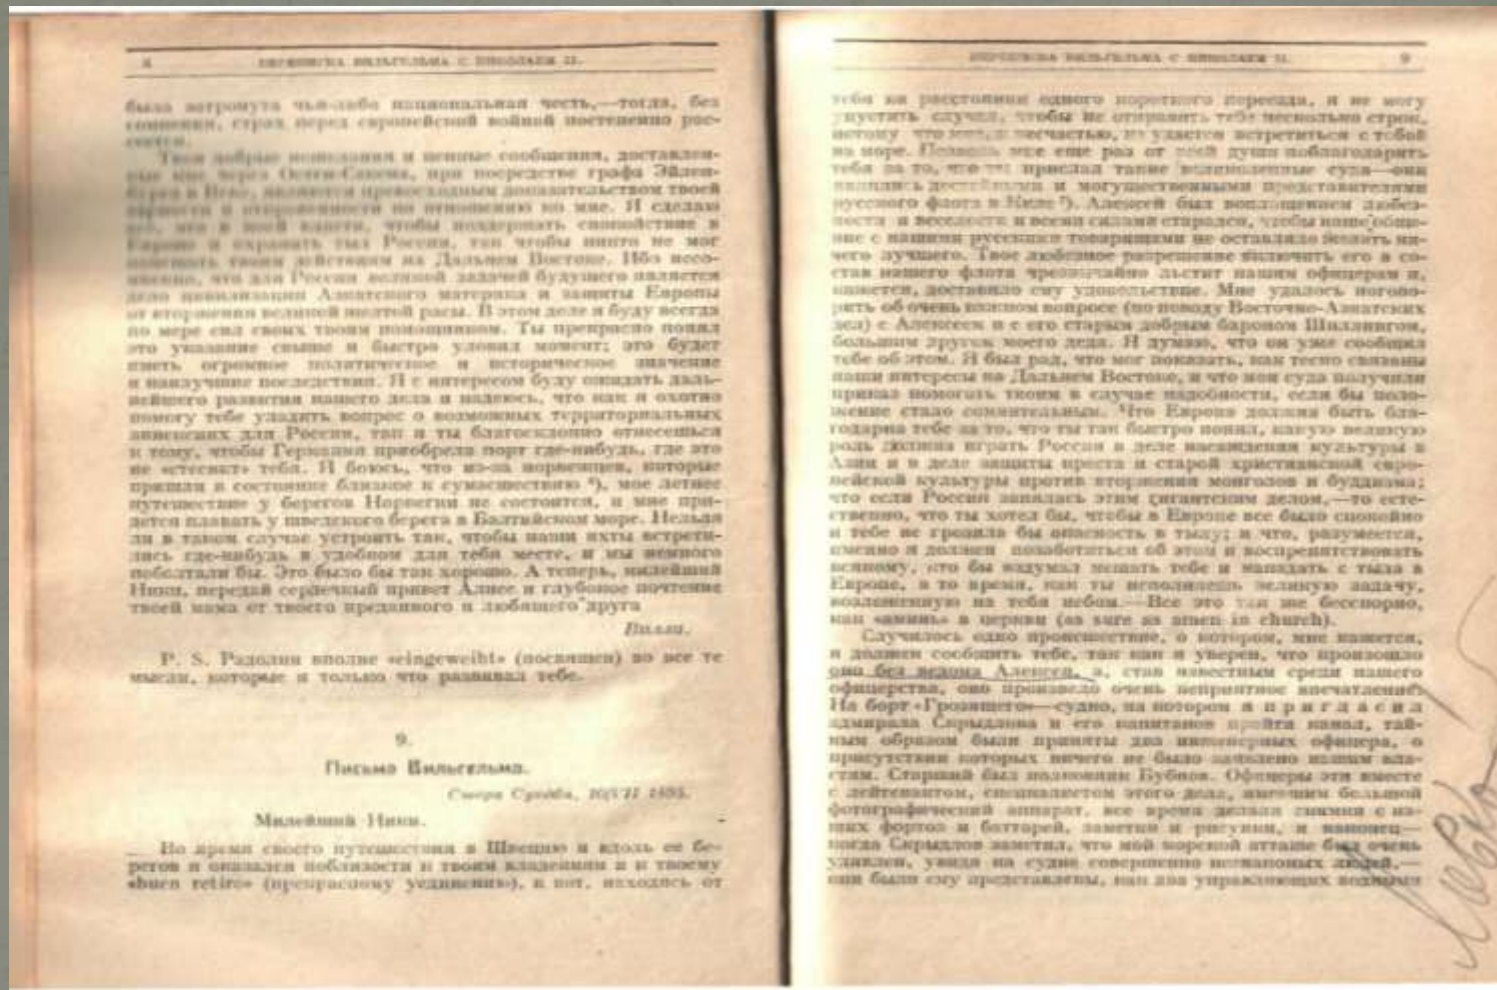 8 ПЕРЕПИСКА ВИЛЬГЕЛЬМА С НИКОЛАЕМ II.
была затронута чья-либо национальная честь,—тогда, без
сомнения, страх перед европейской войной постепенно рас-
сеется.
Твои добрые пожелания и ценные сообщения, доставлен-
ные мне через Остен-Сакена, при посредстве графа Эйлен-
бурга в Вене, являются превосходным доказательством твоей
верности и откровенности по отношению ко мне. Я сделаю
всё, что в моей власти, чтобы поддержать спокойствие в
Европе и охранять тыл России, так чтобы никто не мог
помешать твоим действиям на Дальнем Востоке. Ибо несо-
мненно, что для России великой задачей будущего является
дело цивилизации Азиатского материка и защиты Европы
от вторжения великой желтой расы. В этом деле я буду всегда
по мере сил своих твоим помощником. Ты прекрасно понял
это указание свыше и быстро уловил момент; это будет
иметь огромное политическое и историческое значение
и наилучшие последствия. Я с интересом буду ожидать даль-
нейшего развития нашего дела и надеюсь, что как я охотно
помогу тебе уладить вопрос о возможных территориальных
аннексиях для России, так и ты благосклонно отнесешься
к тому, чтобы Германия приобрела порт где-нибудь, где это
не «стеснит» тебя. Я боюсь, что из-за норвежцев, которые
пришли в состояние близкое к сумасшествию ⁶), мое летнее
путешествие у берегов Норвегии не состоится, и мне при-
дется плавать у шведского берега в Балтийском море. Нельзя
ли в таком случае устроить так, чтобы наши яхты встрети-
лись где-нибудь в удобном для тебя месте, и мы немного
поболтали бы. Это было бы так хорошо. А теперь, милейший
Ники, передай сердечный привет Алисе и глубокое почтение
твоей мама от твоего преданного и любящего друга
Вилли.
P. S. Радолин вполне «eingeweiht» (посвящен) во все те
мысли, которые я только что развивал тебе.
9.
Письмо Вильгельма.
10/VII 1895.
Милейший Ники.
Во время своего путешествия в Швецию и вдоль ее бе-
регов я оказался поблизости к твоим владениям и к твоему
«buen retiro» (прекрасному уединению), и вот, находясь от
ПЕРЕПИСКА ВИЛЬГЕЛЬМА С НИКОЛАЕМ II. 9
тебя на расстоянии одного короткого переезда, я не могу
упустить случая, чтобы не отправить тебе несколько строк,
потому что мне, к несчастью, не удастся встретиться с тобой
на море. Позволь мне еще раз от всей души поблагодарить
тебя за то, что ты прислал такие великолепные суда—они
явились достойными и могущественными представителями
русского флота в Киле ⁷). Алексей был воплощением любез-
ности и веселости и всеми силами старался, чтобы наше обще-
ние с нашими русскими товарищами не оставляло желать ни-
чего лучшего. Твое любезное разрешение включить его в со-
став нашего флота чрезвычайно льстит нашим офицерам и,
кажется, доставило ему удовольствие. Мне удалось погово-
рить об очень важном вопросе (по поводу Восточно-Азиатских
дел) с Алексеем и с его старым добрым бароном Шиллингом,
большим другом моего деда. Я думаю, что он уже сообщил
тебе об этом. Я был рад, что мог показать, как тесно связаны
наши интересы на Дальнем Востоке, и что мои суда получили
приказ помогать твоим в случае надобности, если бы поло-
жение стало сомнительным. Что Европа должна быть бла-
годарна тебе за то, что ты так быстро понял, какую великую
роль должна играть Россия в деле насаждения культуры в
Азии и в деле защиты креста и старой христианской евро-
пейской культуры против вторжения монголов и буддизма;
что если Россия занялась этим гигантским делом,—то есте-
ственно, что ты хотел бы, чтобы в Европе все было спокойно
и тебе не грозила бы опасность в тылу; и что, разумеется,
именно я должен позаботиться об этом и воспрепятствовать
всякому, кто бы вздумал мешать тебе и нападать с тыла в
Европе, в то время, как ты исполняешь великую задачу,
возложенную на тебя небом.—Все это так же бесспорно,
как «аминь» в церкви (as sure as amen in church).
Случилось одно происшествие, о котором, мне кажется,
я должен сообщить тебе, так как я уверен, что произошло
оно без ведома Алексея, а, став известным среди нашего
офицерства, оно произвело очень неприятное впечатление.
На борт «Грозящего»—судно, на котором я пригласил
адмирала Скрыдлова и его капитанов пройти канал, тай-
ным образом были приняты два инженерных офицера, о
присутствии которых ничего не было заявлено нашим вла-
стям. Старший был полковник Бубнов. Офицеры эти вместе
с лейтенантом, специалистом этого дела, имевшим большой
фотографический аппарат, все время делали снимки с на-
ших фортов и баттарей, заметки и рисунки, и наконец—
когда Скрыдлов заметил, что мой морской атташе был очень
удивлен, увидя на судне совершенно незнакомых людей,—
они были ему представлены, как два управляющих водными